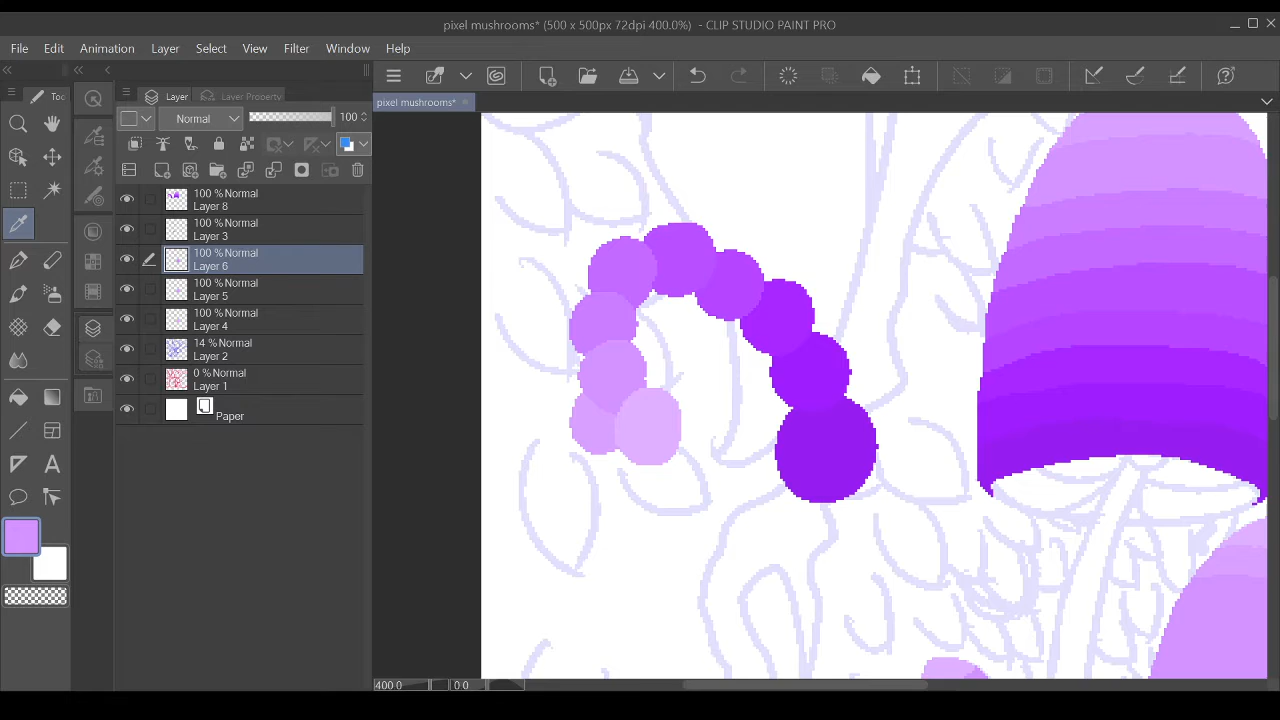 pixel mushrooms* (500 x 500px 72dpi 400.0%) - CLIP STUDIO PAINT PRO
File Edit Animation Layer Select View Filter Window Help
Toc Layer Layer Property
pixel mushrooms*
Normal 100
100 % Normal
Layer 8
100 % Normal
Layer 3
100 % Normal
Layer 6
100 % Normal
Layer 5
100 % Normal
Layer 4
14 % Normal
Layer 2
0 % Normal
Layer 1
Paper
400.0 0.0